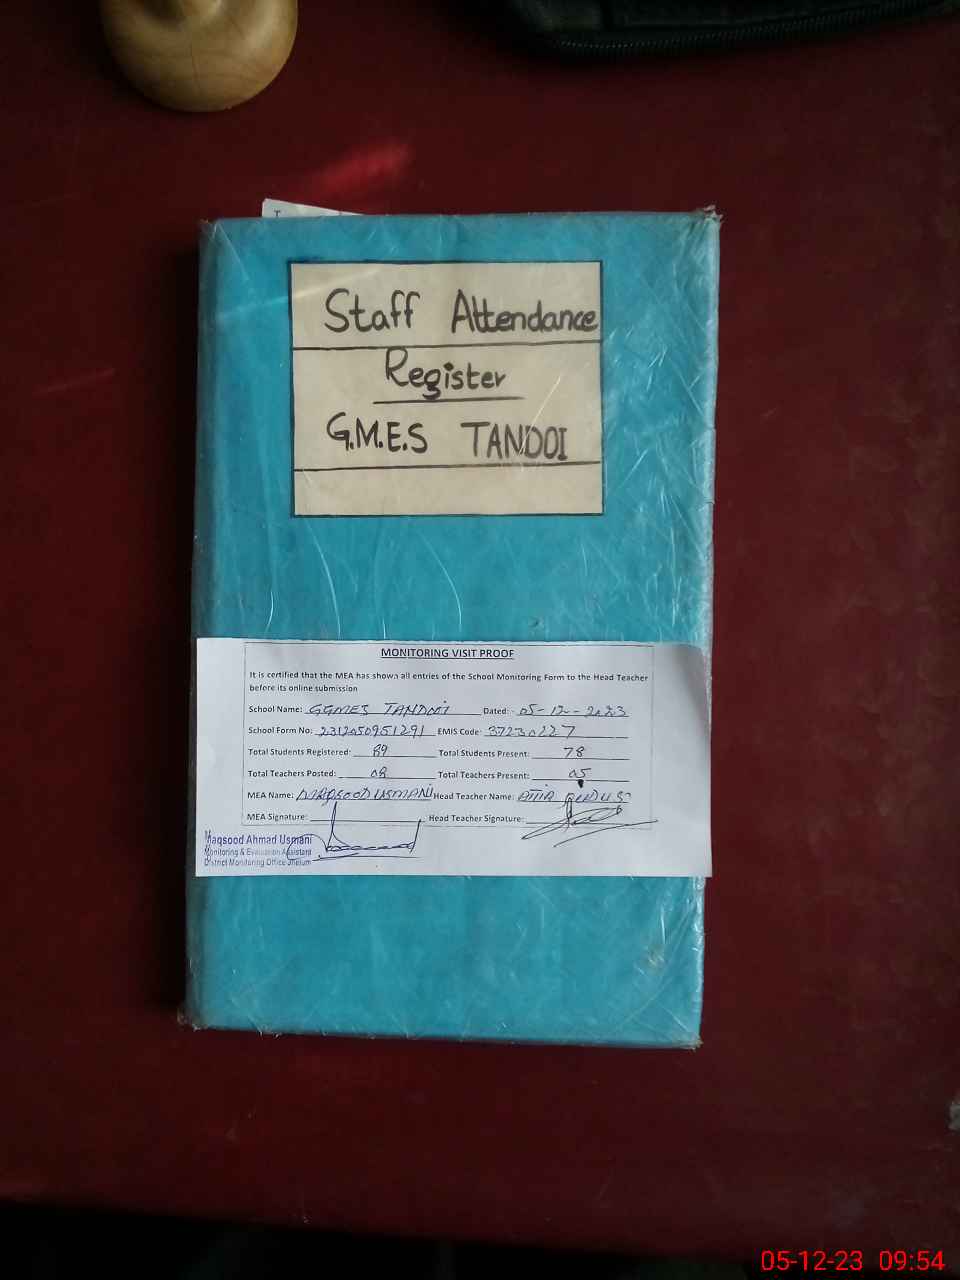 T
Staff Attendance
Register
G.M.E.S TANDOI
MONITORING VISIT PROOF
It is certified that the MEA has shown all entries of the School Monitoring Form to the Head Teacher
before its online submission
School Name: GGMES TANDOI Dated: - 05-12-2023
School Form No: 2312050951291 EMIS Code: 37230227
Total Students Registered: 89 Total Students Present: 78
Total Teachers Posted: 08 Total Teachers Present: 05
MEA Name: MAQSOOD USMANI Head Teacher Name: ATIA
MEA Signature: Head Teacher Signature:
Maqsood Ahmad Usmani
Monitoring & Evaluation Assistant
District Monitoring Office Jhelum
05-12-23 09:54